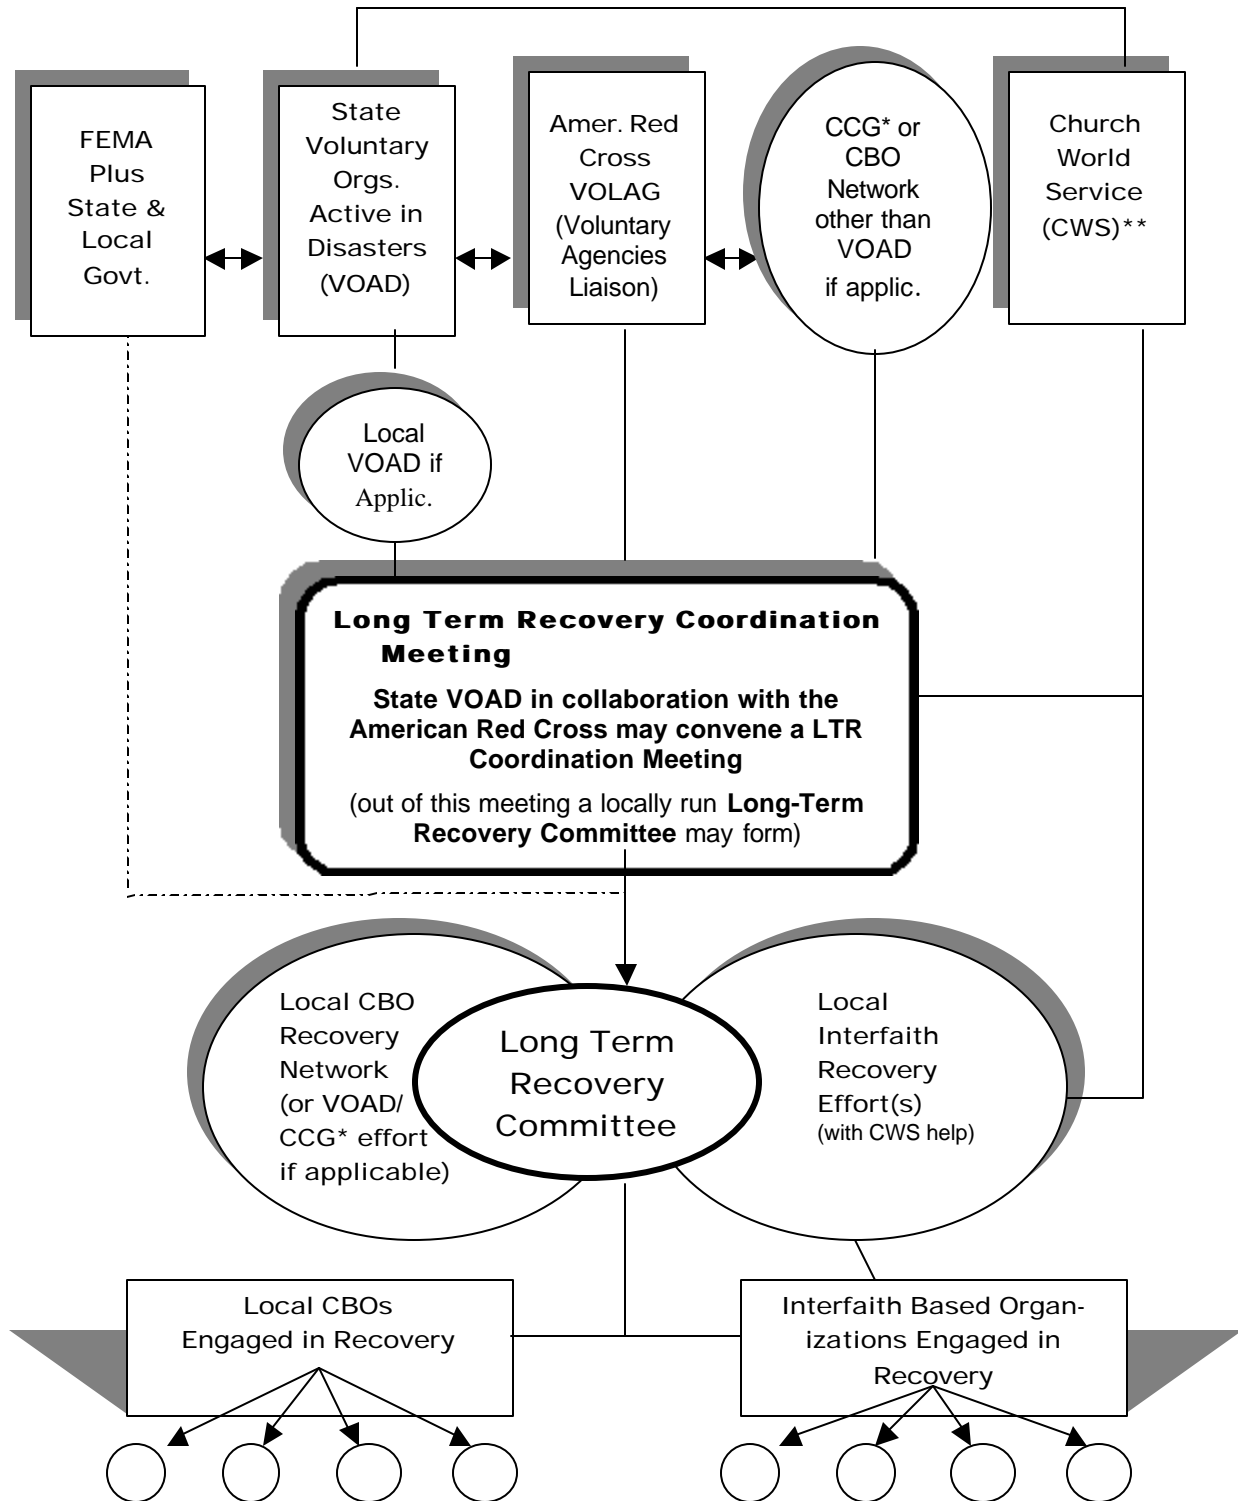 FEMA
Plus
State &
Local
Govt.
State
Voluntary
Orgs.
Active in
Disasters
(VOAD)
Amer. Red
Cross
VOLAG
(Voluntary
Agencies
Liaison)
CCG* or
CBO
Network
other than
VOAD
if applic.
Church
World
Service
(CWS)**
Local
VOAD if
Applic.
Long Term Recovery Coordination
Meeting
State VOAD in collaboration with the
American Red Cross may convene a LTR
Coordination Meeting
(out of this meeting a locally run Long-Term
Recovery Committee may form)
Local CBO
Recovery
Network
(or VOAD/
CCG* effort
if applicable)
Long Term
Recovery
Committee
Local
Interfaith
Recovery
Effort(s)
(with CWS help)
Local CBOs
Engaged in Recovery
Interfaith Based Organ-
izations Engaged in
Recovery